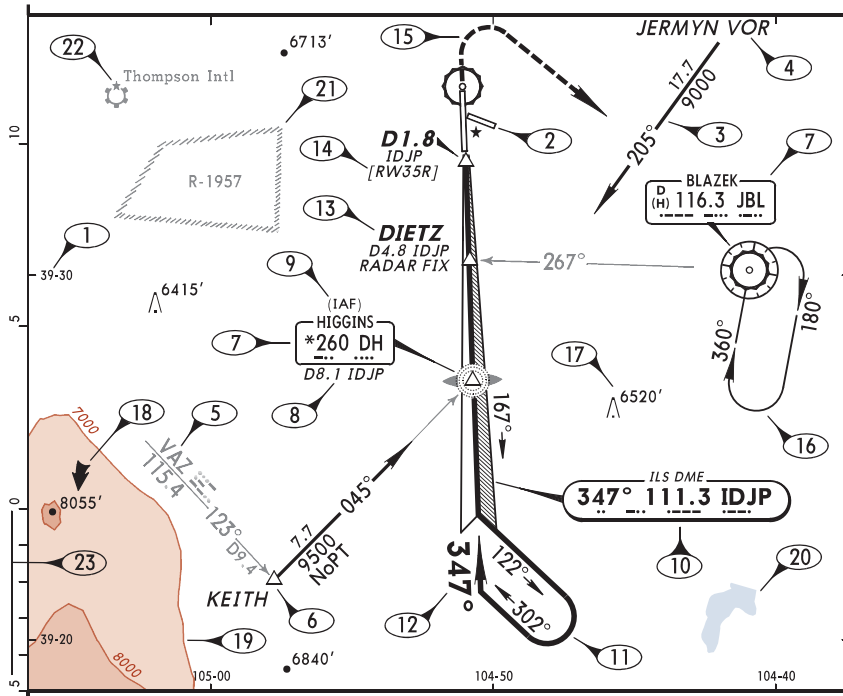 15
JERMYN VOR
22
6713'
Thompson Intl
17.7
9000
4
21
D1.8
IDJP
[RW35R]
2
205°
3
10
14
7
R-1957
BLAZEK
D
(H) 116.3 JBL
13
DIETZ
D4.8 IDJP
RADAR FIX
1
9
267°
39-30
6415'
(IAF)
HIGGINS
*260 DH
D8.1 IDJP
7
180°
360°
5
17
8
6520'
167°
7000
18
5
16
VAZ
115.4
ILS DME
347° 111.3 IDJP
8055'
0
045°
123°
D9.4
7.7
9500
NoPT
23
10
347°
122°
302°
20
KEITH
6
12
19
11
39-20
8000
6840'
5
105-00
104-50
104-40